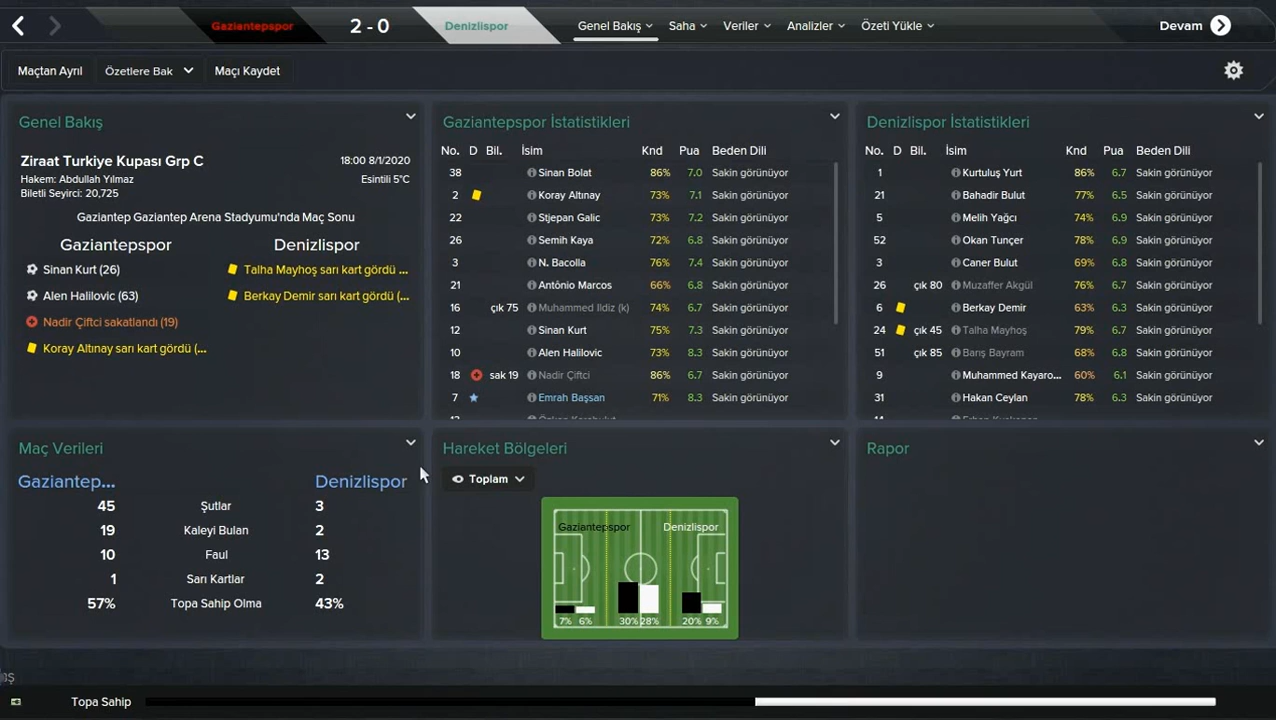 Gaziantepspor 2 - 0 Denizlispor Genel Bakış Saha Veriler Analizler Özeti Yükle Devam
Maçtan Ayrıl Özetlere Bak Maçı Kaydet
Genel Bakış
Ziraat Turkiye Kupası Grp C 18:00 8/1/2020
Hakem: Abdullah Yılmaz Esintili 5°C
Biletli Seyirci: 20,725
Gaziantep Gaziantep Arena Stadyumu'nda Maç Sonu
Gaziantepspor Denizlispor
Sinan Kurt (26) Talha Mayhoş sarı kart gördü ...
Alen Halilovic (63) Berkay Demir sarı kart gördü (...
Nadir Çiftci sakatlandı (19)
Koray Altınay sarı kart gördü (...
Gaziantepspor İstatistikleri
No. D Bil. İsim Knd Pua Beden Dili
38 Sinan Bolat 86% 7.0 Sakin görünüyor
2 Koray Altınay 73% 7.1 Sakin görünüyor
22 Stjepan Galic 73% 7.2 Sakin görünüyor
26 Semih Kaya 72% 6.8 Sakin görünüyor
3 N. Bacolla 76% 7.4 Sakin görünüyor
21 Antônio Marcos 66% 6.8 Sakin görünüyor
16 çık 75 Muhammed Ildiz (k) 74% 6.7 Sakin görünüyor
12 Sinan Kurt 75% 7.3 Sakin görünüyor
10 Alen Halilovic 73% 8.3 Sakin görünüyor
18 sak 19 Nadir Çiftci 86% 6.7 Sakin görünüyor
7 Emrah Başsan 71% 8.3 Sakin görünüyor
Denizlispor İstatistikleri
No. D Bil. İsim Knd Pua Beden Dili
1 Kurtuluş Yurt 86% 6.7 Sakin görünüyor
21 Bahadir Bulut 77% 6.5 Sakin görünüyor
5 Melih Yağcı 74% 6.9 Sakin görünüyor
52 Okan Tunçer 78% 6.9 Sakin görünüyor
3 Caner Bulut 69% 6.8 Sakin görünüyor
26 çık 80 Muzaffer Akgül 76% 6.7 Sakin görünüyor
6 Berkay Demir 63% 6.3 Sakin görünüyor
24 çık 45 Talha Mayhoş 79% 6.7 Sakin görünüyor
51 çık 85 Barış Bayram 68% 6.8 Sakin görünüyor
9 Muhammed Kayaro... 60% 6.1 Sakin görünüyor
31 Hakan Ceylan 78% 6.3 Sakin görünüyor
Maç Verileri
Gaziantep... Denizlispor
45 Şutlar 3
19 Kaleyi Bulan 2
10 Faul 13
1 Sarı Kartlar 2
57% Topa Sahip Olma 43%
Hareket Bölgeleri
Toplam
Gaziantepspor Denizlispor
7% 6% 30% 28% 20% 9%
Rapor
Topa Sahip